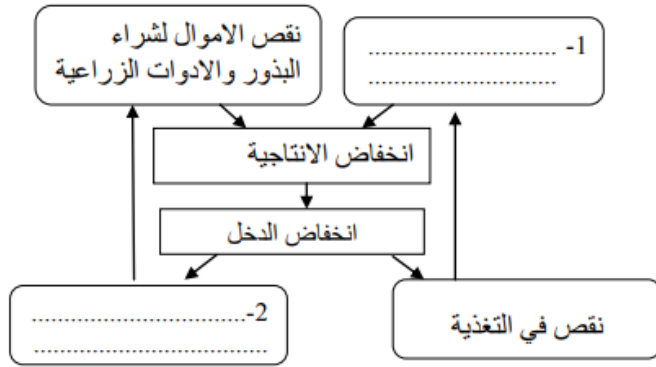 1- ............................
............................
نقص الاموال لشراء
البذور والادوات الزراعية
انخفاض الانتاجية
انخفاض الدخل
نقص في التغذية
2-................................
...................................